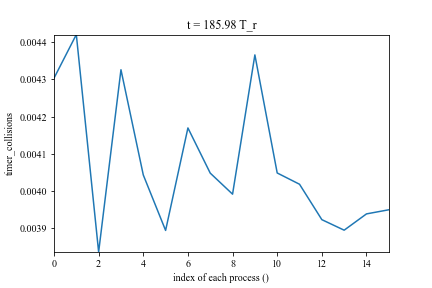 t = 185.98 T_r
timer_collisions
0.0044
0.0043
0.0042
0.0041
0.0040
0.0039
0 2 4 6 8 10 12 14
index of each process ()